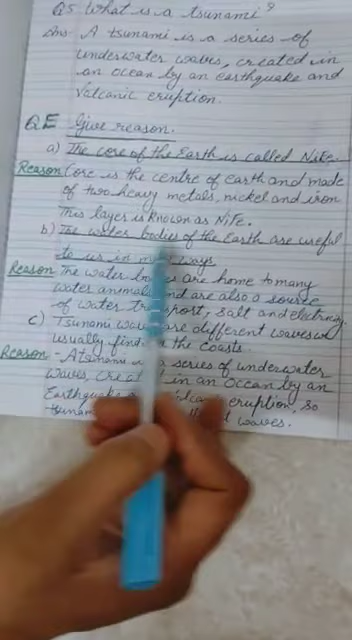 Q5. What is a tsunami?
Ans. A tsunami is a series of
underwater waves, created in
an ocean by an earthquake and
Valcanic eruption.
QE Give reason.
a) The core of the Earth is called Nife.
Reason Core is the centre of earth and made
of two heavy metals, nickel and iron
This layer is known as NiFe.
b) The water bodies of the Earth are useful
to us in ways.
Reason The water are home to many
water and are also a source
of water salt and electricity.
c) Tsunami are different waves
usually find the coasts.
Reason - A series of underwater
waves, in an Ocean by an
Earthquake eruption, so
waves.